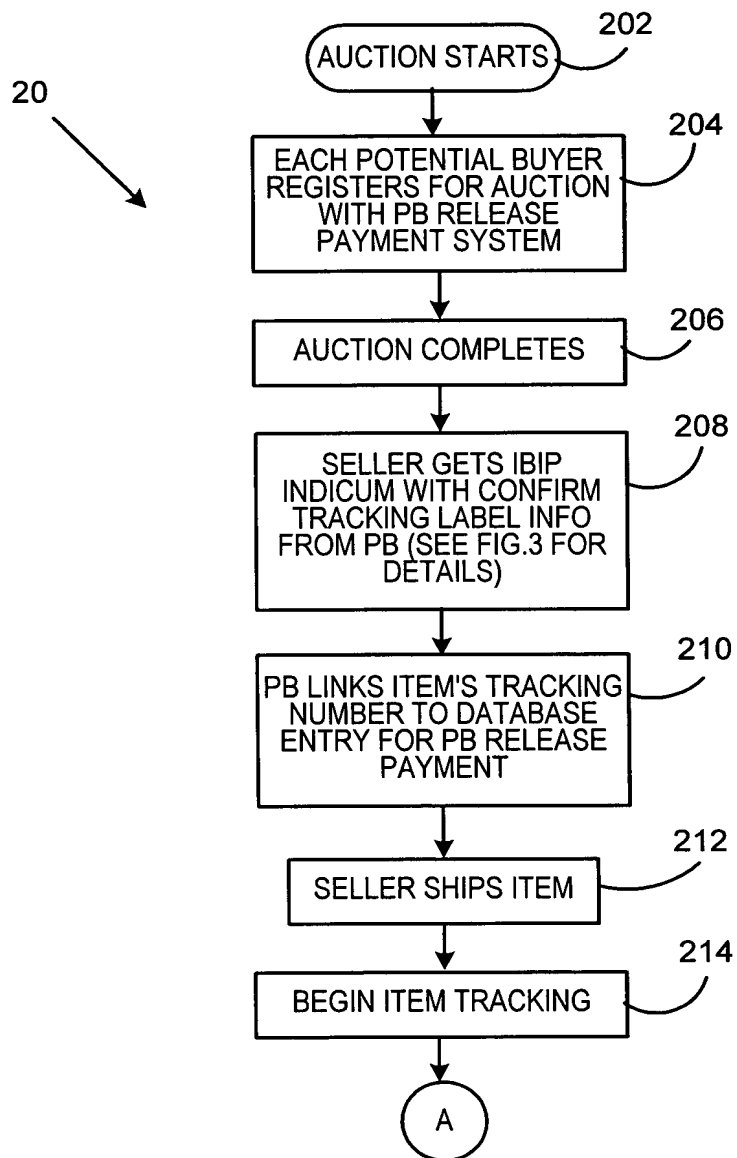 202
AUCTION STARTS
20
204
EACH POTENTIAL BUYER
REGISTERS FOR AUCTION
WITH PB RELEASE
PAYMENT SYSTEM
206
AUCTION COMPLETES
208
SELLER GETS IBIP
INDICUM WITH CONFIRM
TRACKING LABEL INFO
FROM PB (SEE FIG.3 FOR
DETAILS)
210
PB LINKS ITEM'S TRACKING
NUMBER TO DATABASE
ENTRY FOR PB RELEASE
PAYMENT
212
SELLER SHIPS ITEM
214
BEGIN ITEM TRACKING
A